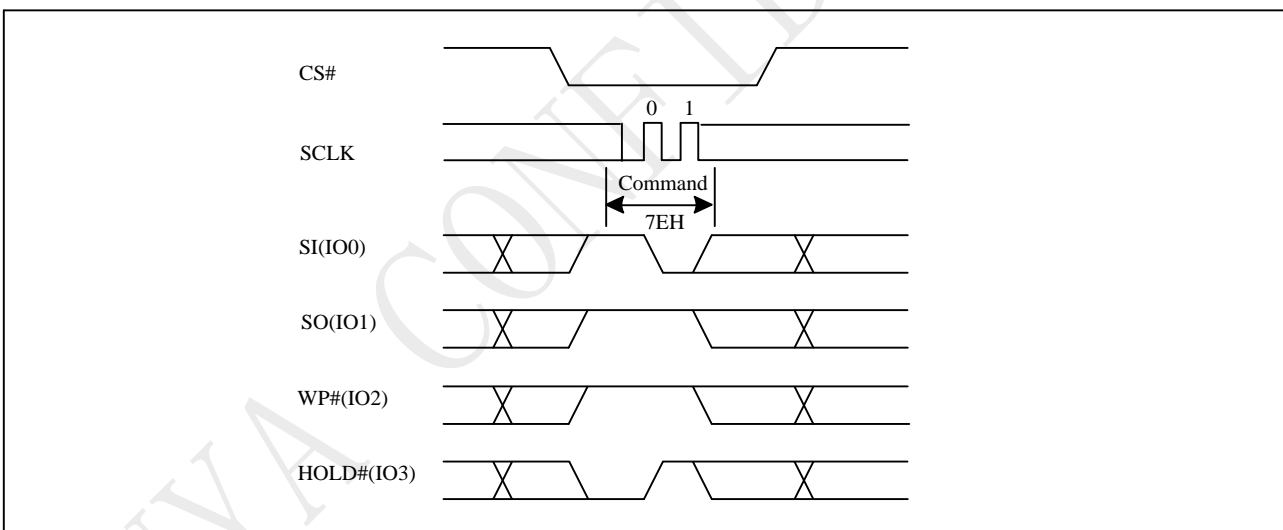 CS#
0 1
SCLK
Command
7EH
SI(IO0)
SO(IO1)
WP#(IO2)
HOLD#(IO3)